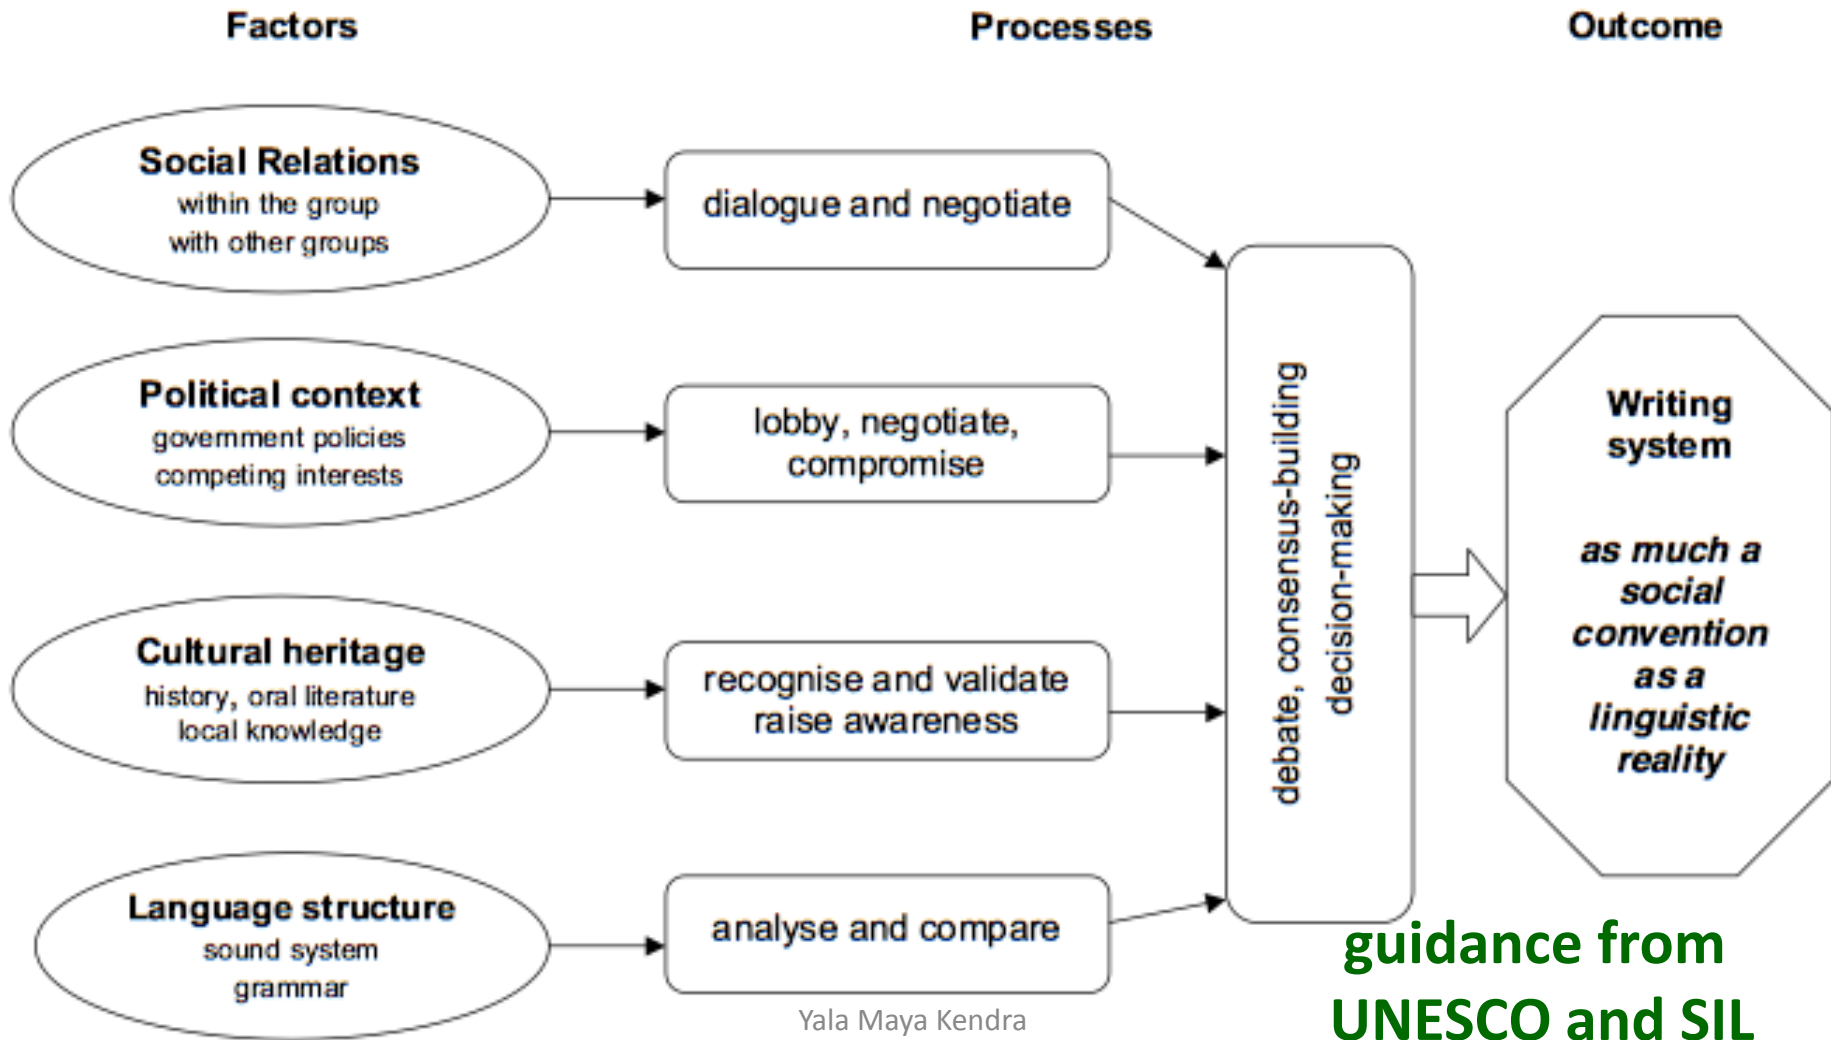 Factors
Processes
Outcome
Social Relations
within the group
with other groups
dialogue and negotiate
Political context
government policies
competing interests
lobby, negotiate,
compromise
Cultural heritage
history, oral literature
local knowledge
recognise and validate
raise awareness
Language structure
sound system
grammar
analyse and compare
debate, consensus-building
decision-making
Writing
system
as much a
social
convention
as a
linguistic
reality
guidance from
UNESCO and SIL
Yala Maya Kendra